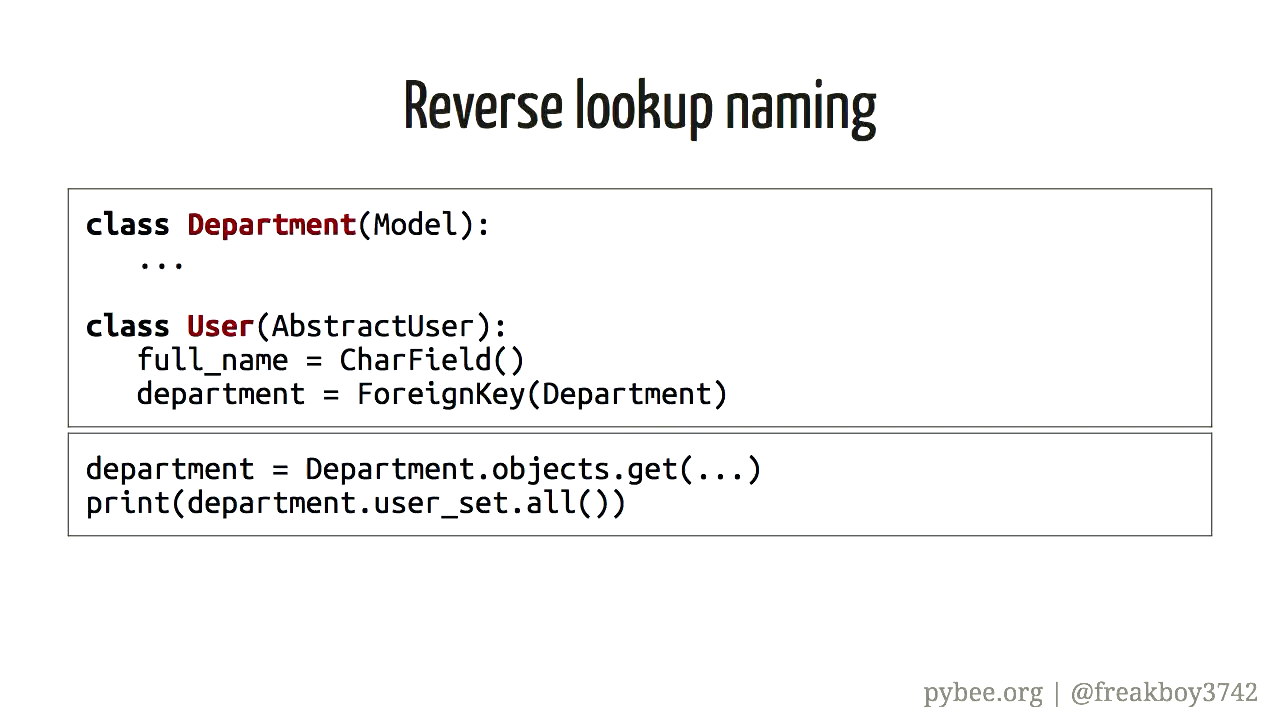 Reverse lookup naming
class Department(Model):
...
class User(AbstractUser):
full_name = CharField()
department = ForeignKey(Department)
department = Department.objects.get(...)
print(department.user_set.all())
pybee.org | @freakboy3742